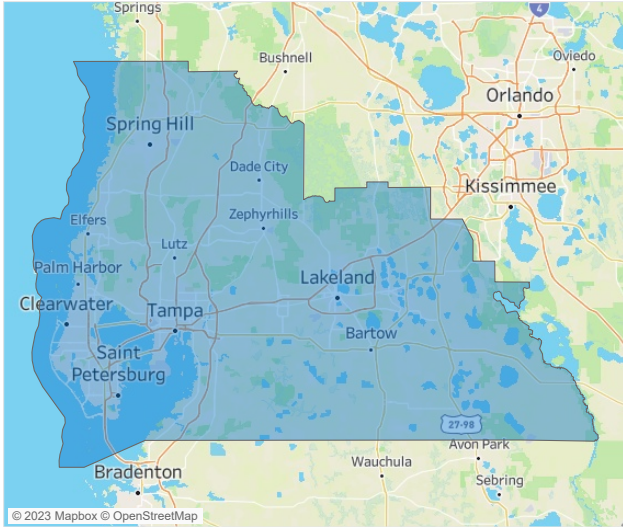 Springs
4
Oviedo
Bushnell
Orlando
Spring Hill
Dade City
Kissimmee
Elfers
Zephyrhills
Lutz
Palm Harbor
Lakeland
Clearwater
Tampa
Bartow
Saint
Petersburg
27-98
Avon Park
Wauchula
Bradenton
Sebring
© 2023 Mapbox © OpenStreetMap